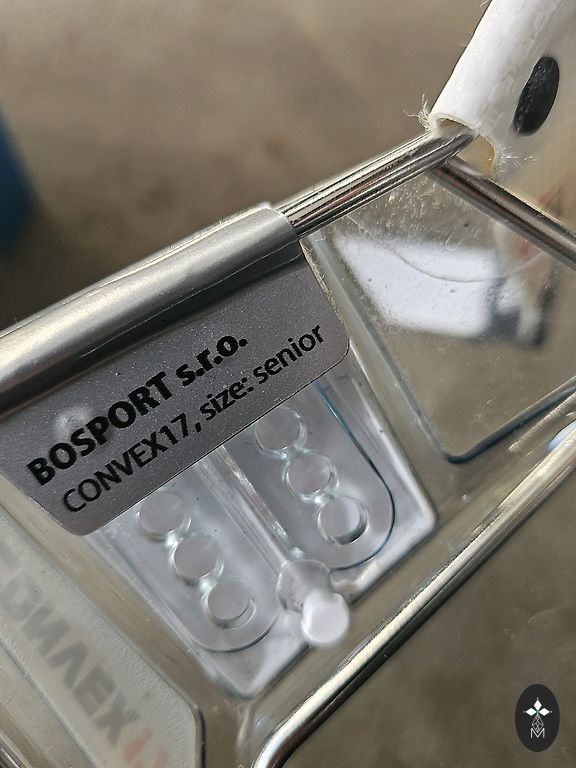 BOSPORT s.r.o.
CONVEX17, size: senior
M